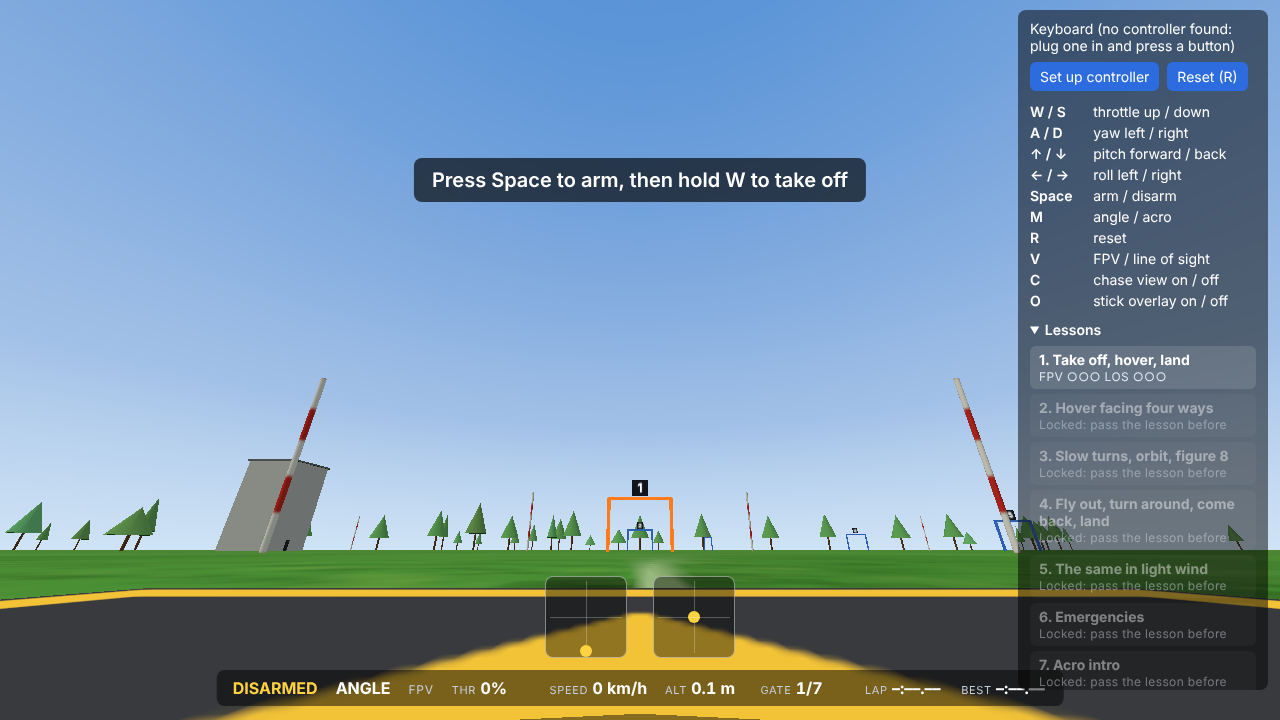 Keyboard (no controller found:
plug one in and press a button)
Set up controller
Reset (R)
W / S throttle up / down
A / D yaw left / right
↑ / ↓ pitch forward / back
← / → roll left / right
Space arm / disarm
M angle / acro
R reset
V FPV / line of sight
C chase view on / off
O stick overlay on / off
▼ Lessons
1. Take off, hover, land
FPV ○○○ LOS ○○○
2. Hover facing four ways
Locked: pass the lesson before
3. Slow turns, orbit, figure 8
Locked: pass the lesson before
4. Fly out, turn around, come
back, land
Locked: pass the lesson before
5. The same in light wind
Locked: pass the lesson before
6. Emergencies
Locked: pass the lesson before
7. Acro intro
Locked: pass the lesson before
Press Space to arm, then hold W to take off
1
DISARMED ANGLE FPV THR 0% SPEED 0 km/h ALT 0.1 m GATE 1/7 LAP –:––.–– BEST –:––.––